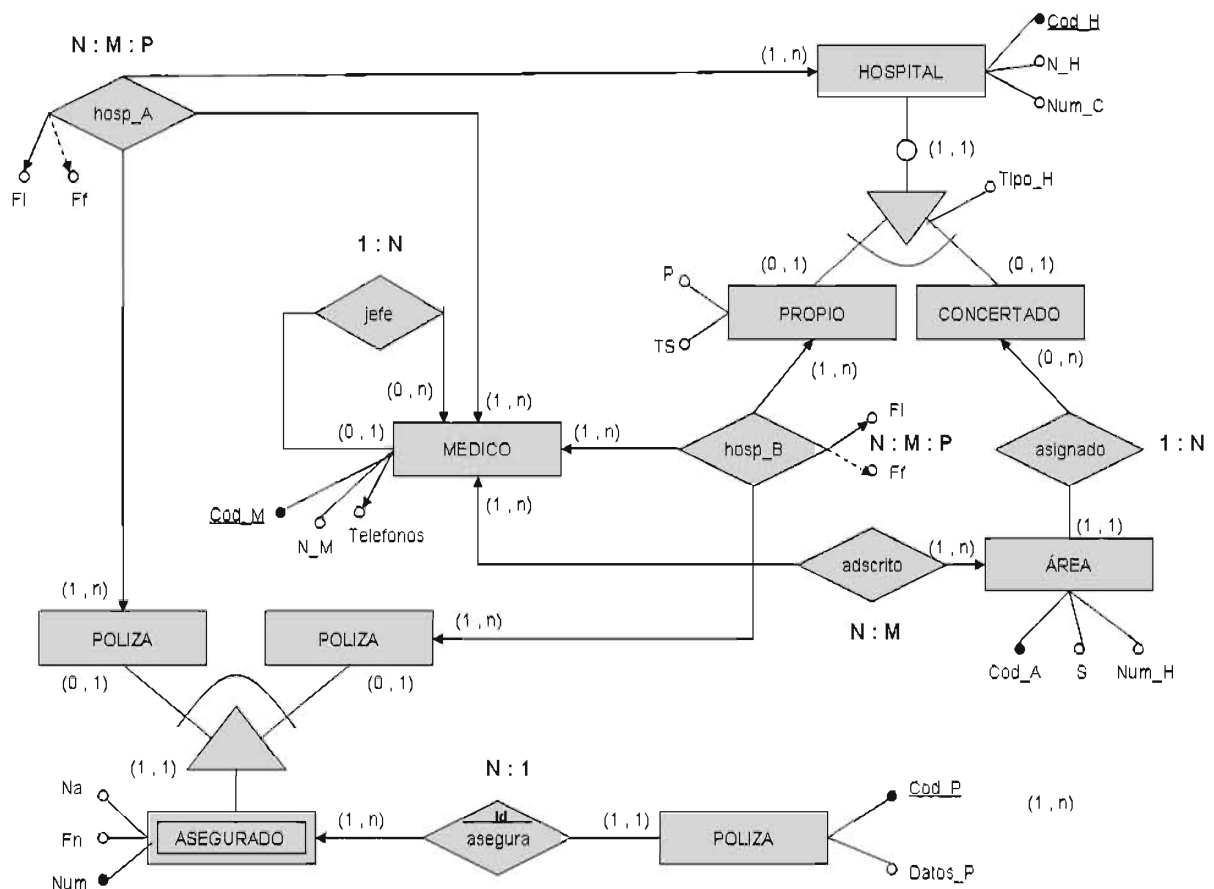 N : M : P
Cod_H
(1 , n)
HOSPITAL
N_H
Num_C
hosp_A
(1 , 1)
FI
Ff
Tipo_H
1 : N
P
(0 , 1)
(0 , 1)
jefe
PROPIO
CONCERTADO
TS
(0 , n)
(1 , n)
(1 , n)
(0 , n)
(0 , 1)
(1 , n)
FI
MEDICO
hosp_B
N : M : P
asignado
1 : N
Ff
Cod_M
N_M
Telefonos
(1 , n)
(1 , 1)
adscrito
(1 , n)
ÁREA
(1 , n)
(1 , n)
POLIZA
POLIZA
N : M
Cod_A
S
Num_H
(0 , 1)
(0 , 1)
(1 , 1)
N : 1
Na
Cod_P
(1 , n)
Fn
ASEGURADO
(1 , n)
Id
asegura
(1 , 1)
POLIZA
Num
Datos_P